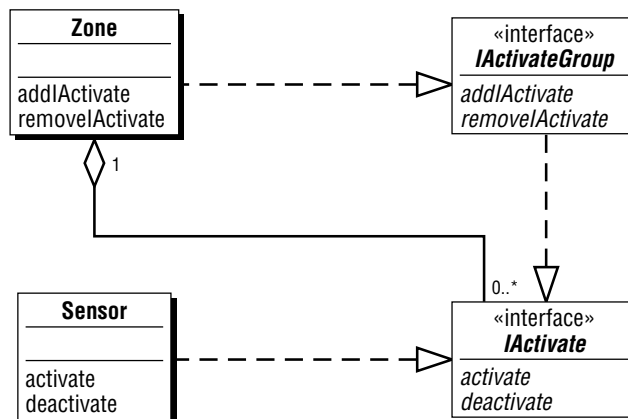 Zone
addIActivate
removeIActivate
«interface»
IActivateGroup
addIActivate
removeIActivate
1
0..*
Sensor
activate
deactivate
«interface»
IActivate
activate
deactivate